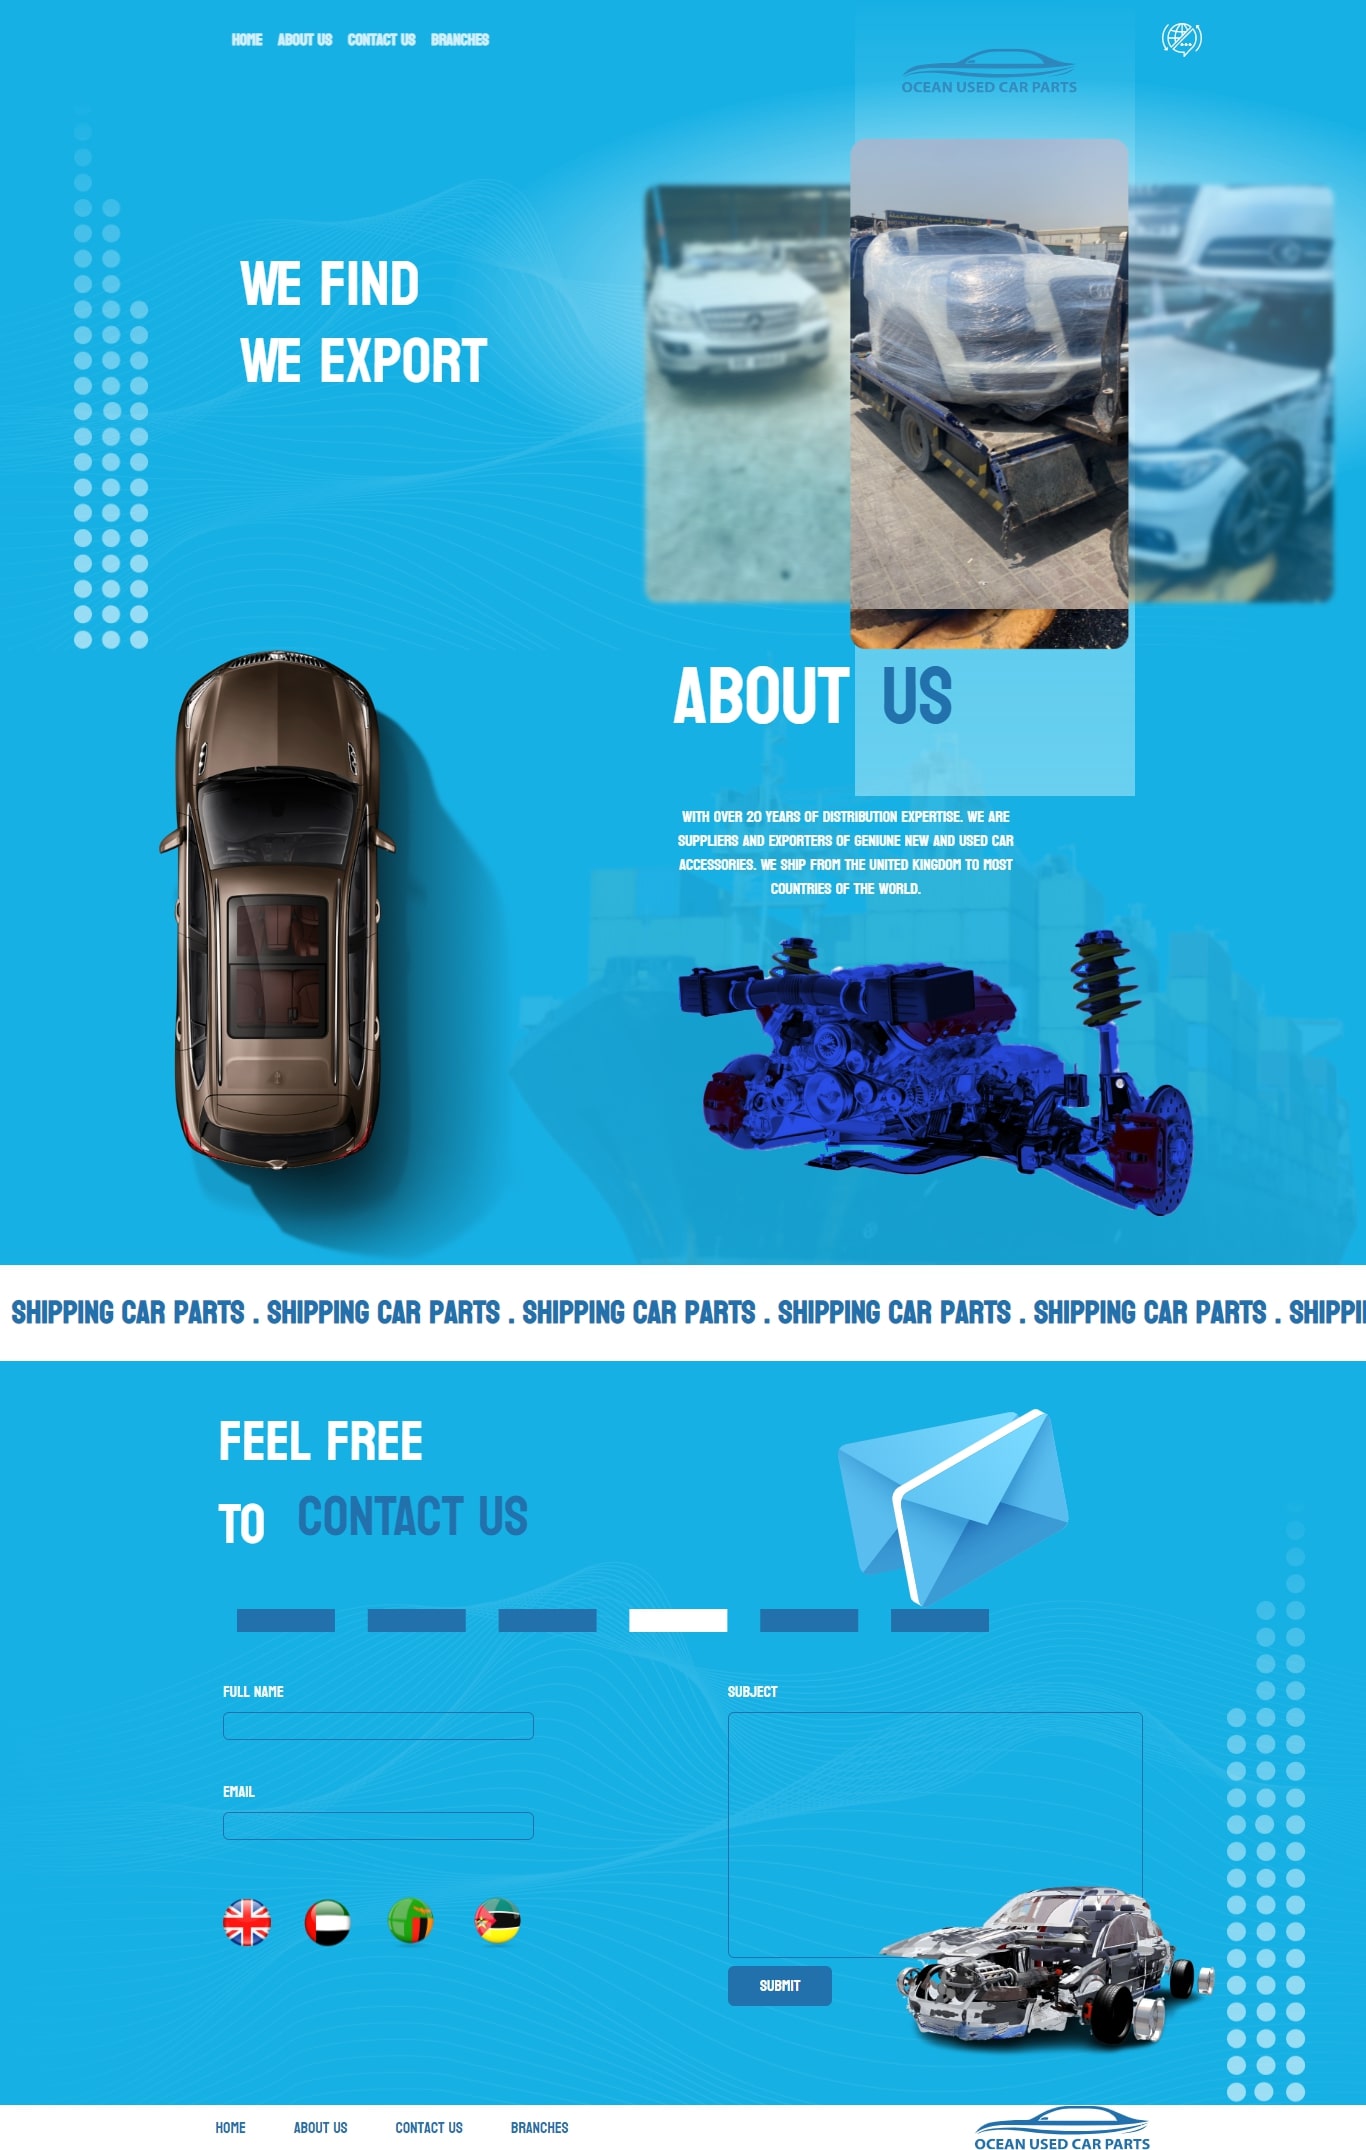 HOME ABOUT US CONTACT US BRANCHES
OCEAN USED CAR PARTS
WE FIND
WE EXPORT
ABOUT US
WITH OVER 20 YEARS OF DISTRIBUTION EXPERTISE. WE ARE
SUPPLIERS AND EXPORTERS OF GENIUNE NEW AND USED CAR
ACCESSORIES. WE SHIP FROM THE UNITED KINGDOM TO MOST
COUNTRIES OF THE WORLD.
SHIPPING CAR PARTS . SHIPPING CAR PARTS . SHIPPING CAR PARTS . SHIPPING CAR PARTS . SHIPPING CAR PARTS . SHIPPI
FEEL FREE
TO CONTACT US
FULL NAME
SUBJECT
EMAIL
SUBMIT
HOME ABOUT US CONTACT US BRANCHES
OCEAN USED CAR PARTS